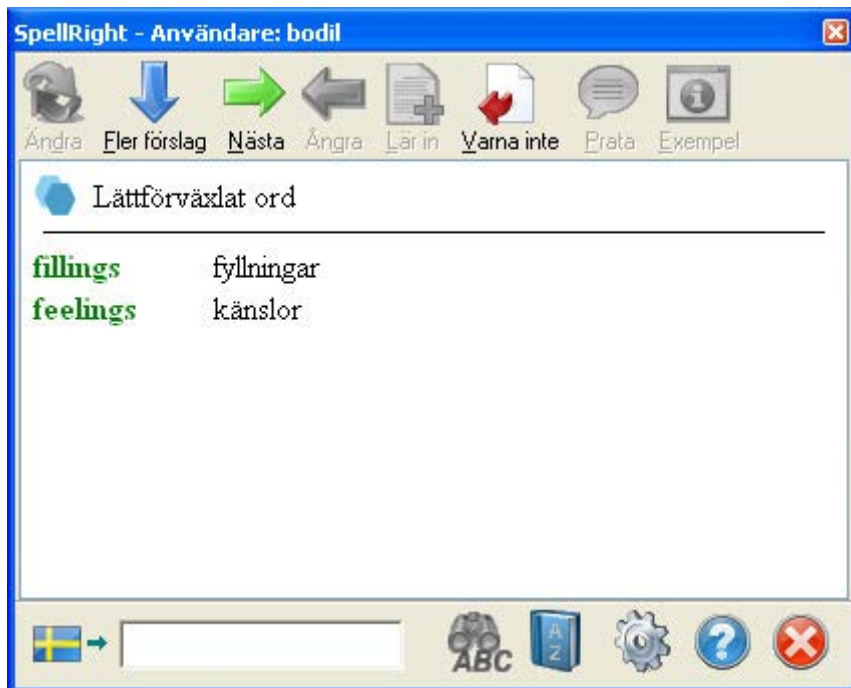 SpellRight - Användare: bodil
Ändra Fler förslag Nästa Ångra Lär in Varna inte Prata Exempel
Lättförväxlat ord
fillings fyllningar
feelings känslor
ABC
A
Z